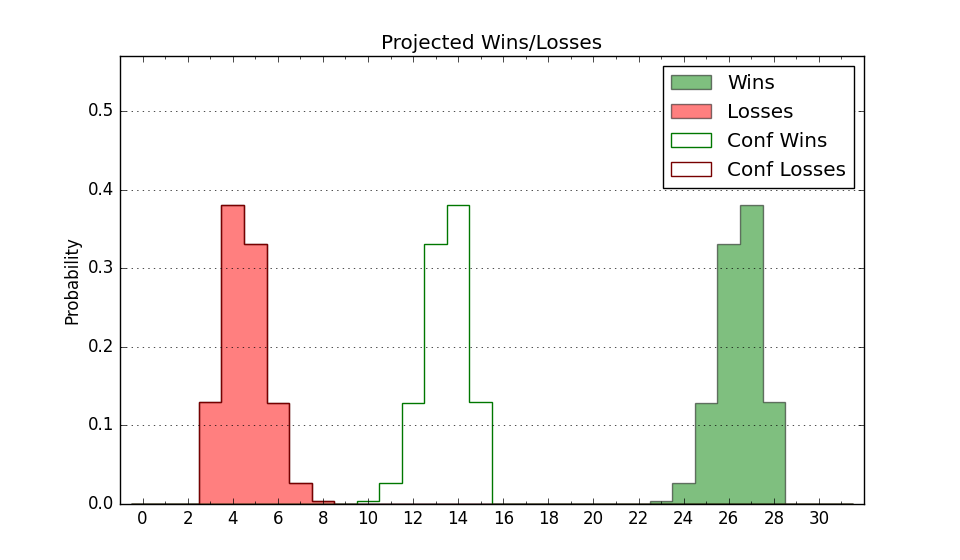 Projected Wins/Losses
Wins
Losses
Conf Wins
Conf Losses
Probability
0.5
0.4
0.3
0.2
0.1
0.0
0 2 4 6 8 10 12 14 16 18 20 22 24 26 28 30